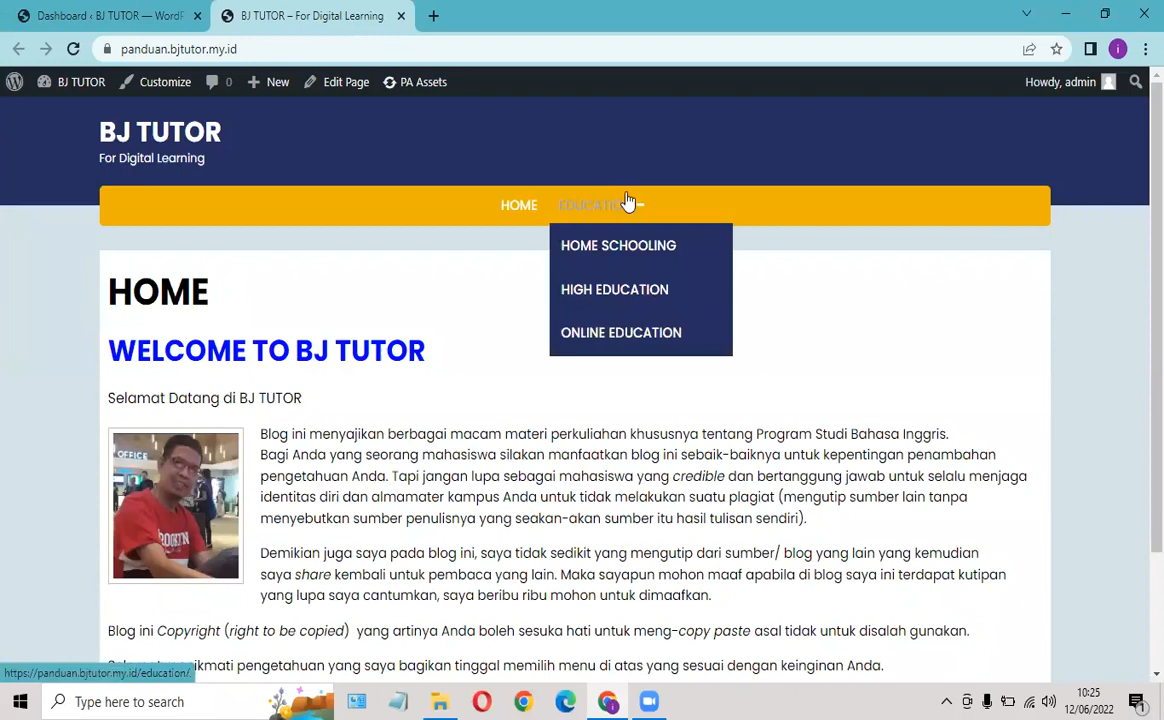 Dashboard ‹ BJ TUTOR — WordP
BJ TUTOR – For Digital Learning
panduan.bjtutor.my.id
BJ TUTOR
Customize
0
New
Edit Page
PA Assets
Howdy, admin
BJ TUTOR
For Digital Learning
HOME
EDUCATION
HOME SCHOOLING
HIGH EDUCATION
ONLINE EDUCATION
HOME
WELCOME TO BJ TUTOR
Selamat Datang di BJ TUTOR
OFFICE
Blog ini menyajikan berbagai macam materi perkuliahan khususnya tentang Program Studi Bahasa Inggris.
Bagi Anda yang seorang mahasiswa silakan manfaatkan blog ini sebaik-baiknya untuk kepentingan penambahan
pengetahuan Anda. Tapi jangan lupa sebagai mahasiswa yang credible dan bertanggung jawab untuk selalu menjaga
identitas diri dan almamater kampus Anda untuk tidak melakukan suatu plagiat (mengutip sumber lain tanpa
menyebutkan sumber penulisnya yang seakan-akan sumber itu hasil tulisan sendiri).
Demikian juga saya pada blog ini, saya tidak sedikit yang mengutip dari sumber/ blog yang lain yang kemudian
saya share kembali untuk pembaca yang lain. Maka sayapun mohon maaf apabila di blog saya ini terdapat kutipan
yang lupa saya cantumkan, saya beribu ribu mohon untuk dimaafkan.
Blog ini Copyright (right to be copied) yang artinya Anda boleh sesuka hati untuk meng-copy paste asal tidak untuk disalah gunakan.
pengetahuan yang saya bagikan tinggal memilih menu di atas yang sesuai dengan keinginan Anda.
https://panduan.bjtutor.my.id/education/.
Type here to search
10:25
12/06/2022
1